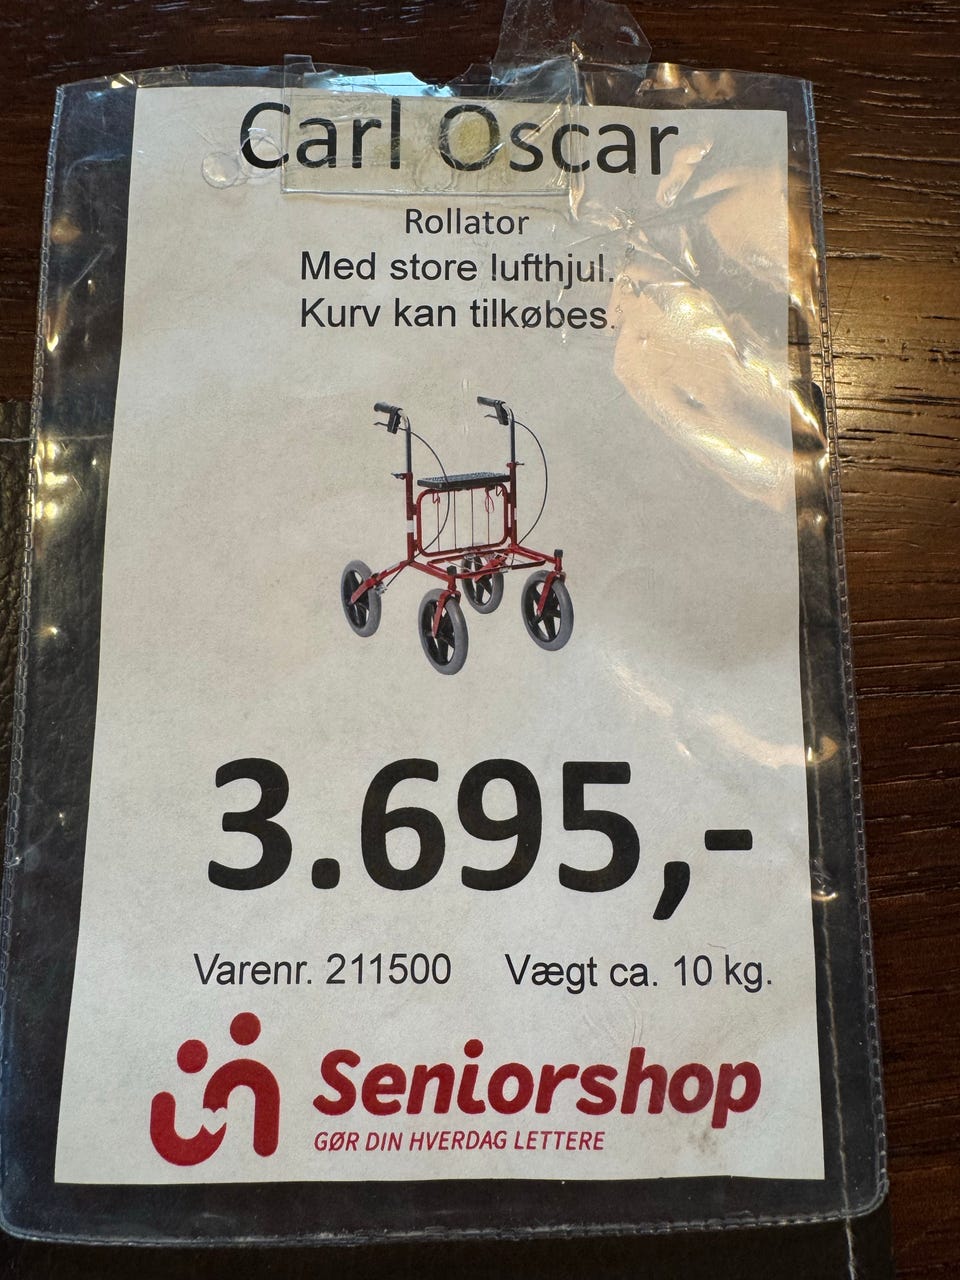 Carl Oscar
Rollator
Med store lufthjul.
Kurv kan tilkøbes.
3.695,-
Varenr. 211500 Vægt ca. 10 kg.
Seniorshop
GØR DIN HVERDAG LETTERE